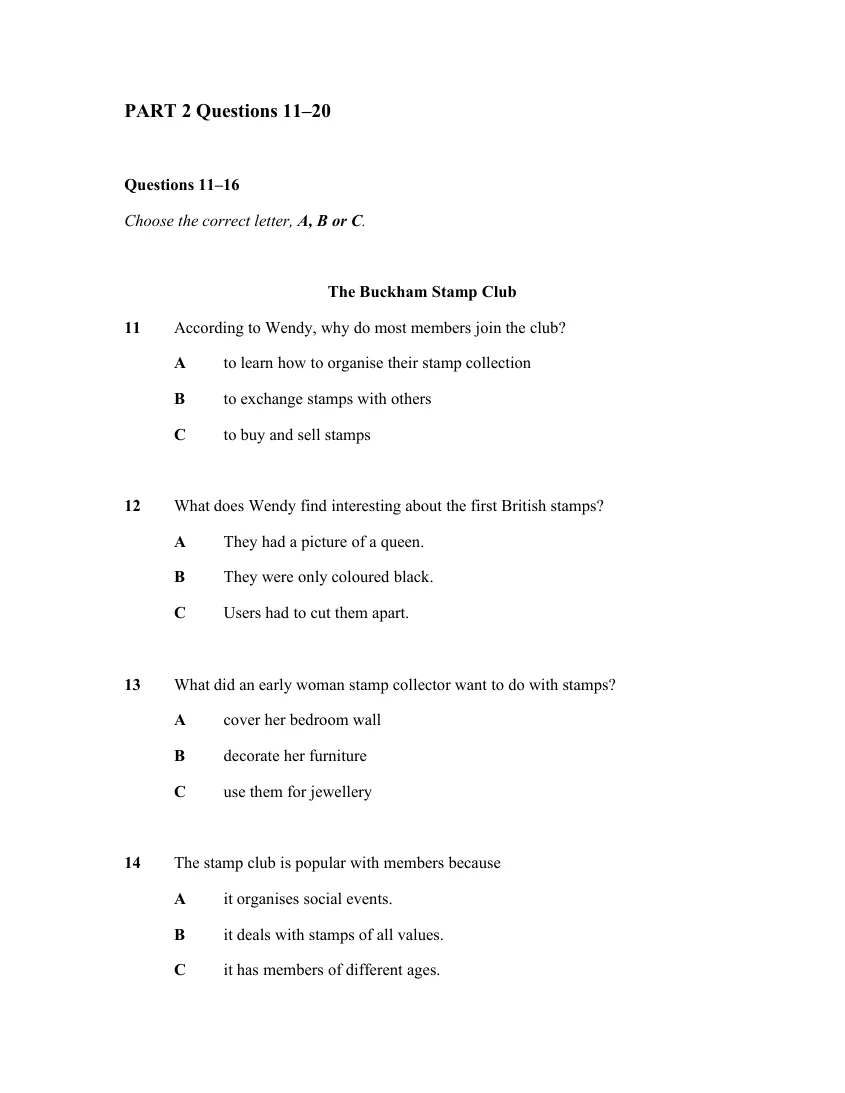 PART 2 Questions 11–20
Questions 11–16
Choose the correct letter, A, B or C.
The Buckham Stamp Club
11 According to Wendy, why do most members join the club?
A to learn how to organise their stamp collection
B to exchange stamps with others
C to buy and sell stamps
12 What does Wendy find interesting about the first British stamps?
A They had a picture of a queen.
B They were only coloured black.
C Users had to cut them apart.
13 What did an early woman stamp collector want to do with stamps?
A cover her bedroom wall
B decorate her furniture
C use them for jewellery
14 The stamp club is popular with members because
A it organises social events.
B it deals with stamps of all values.
C it has members of different ages.